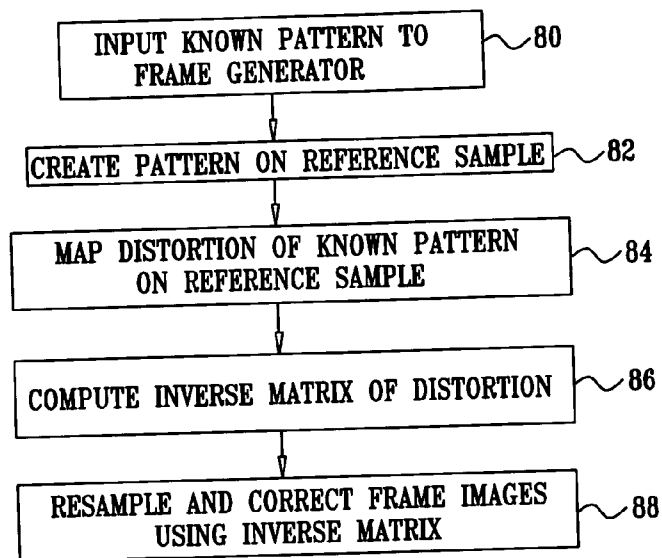 INPUT KNOWN PATTERN TO
FRAME GENERATOR
80
CREATE PATTERN ON REFERENCE SAMPLE
82
MAP DISTORTION OF KNOWN PATTERN
ON REFERENCE SAMPLE
84
COMPUTE INVERSE MATRIX OF DISTORTION
86
RESAMPLE AND CORRECT FRAME IMAGES
USING INVERSE MATRIX
88